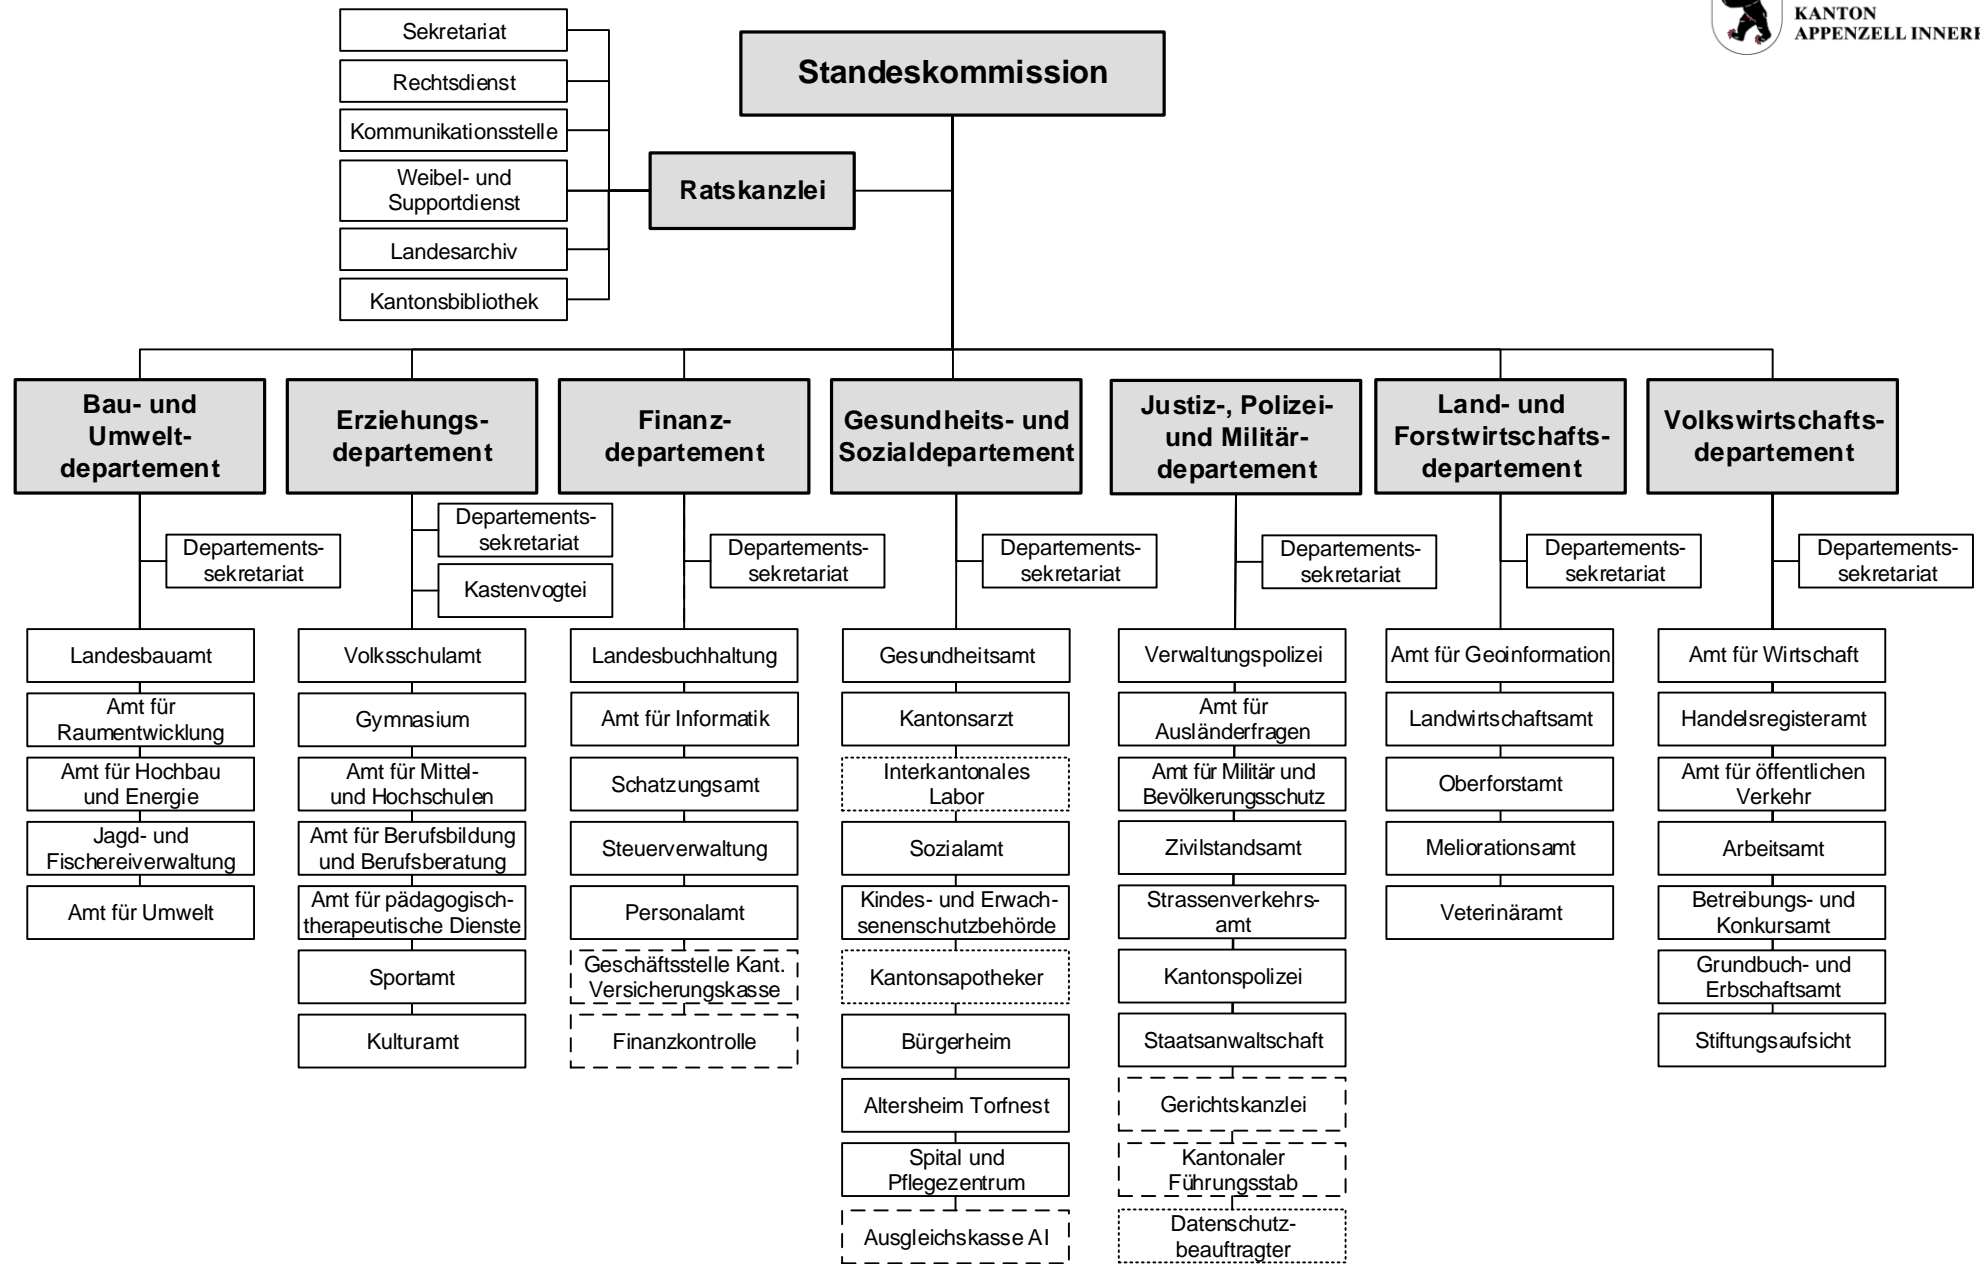 KANTON
APPENZELL INNER
Standeskommission
Ratskanzlei
Sekretariat
Rechtsdienst
Kommunikationsstelle
Weibel- und
Supportdienst
Landesarchiv
Kantonsbibliothek
Bau- und
Umwelt-
departement
Departements-
sekretariat
Landesbauamt
Amt für
Raumentwicklung
Amt für Hochbau
und Energie
Jagd- und
Fischereiverwaltung
Amt für Umwelt
Erziehungs-
departement
Departements-
sekretariat
Kastenvogtei
Volksschulamt
Gymnasium
Amt für Mittel-
und Hochschulen
Amt für Berufsbildung
und Berufsberatung
Amt für pädagogisch-
therapeutische Dienste
Sportamt
Kulturamt
Finanz-
departement
Departements-
sekretariat
Landesbuchhaltung
Amt für Informatik
Schatzungsamt
Steuerverwaltung
Personalamt
Geschäftsstelle Kant.
Versicherungskasse
Finanzkontrolle
Gesundheits- und
Sozialdepartement
Departements-
sekretariat
Gesundheitsamt
Kantonsarzt
Interkantonales
Labor
Sozialamt
Kindes- und Erwach-
senenschutzbehörde
Kantonsapotheker
Bürgerheim
Altersheim Torfnest
Spital und
Pflegezentrum
Ausgleichskasse AI
Justiz-, Polizei-
und Militär-
departement
Departements-
sekretariat
Verwaltungspolizei
Amt für
Ausländerfragen
Amt für Militär und
Bevölkerungsschutz
Zivilstandsamt
Strassenverkehrs-
amt
Kantonspolizei
Staatsanwaltschaft
Gerichtskanzlei
Kantonaler
Führungsstab
Datenschutz-
beauftragter
Land- und
Forstwirtschafts-
departement
Departements-
sekretariat
Amt für Geoinformation
Landwirtschaftsamt
Oberforstamt
Meliorationsamt
Veterinäramt
Volkswirtschafts-
departement
Departements-
sekretariat
Amt für Wirtschaft
Handelsregisteramt
Amt für öffentlichen
Verkehr
Arbeitsamt
Betreibungs- und
Konkursamt
Grundbuch- und
Erbschaftsamt
Stiftungsaufsicht